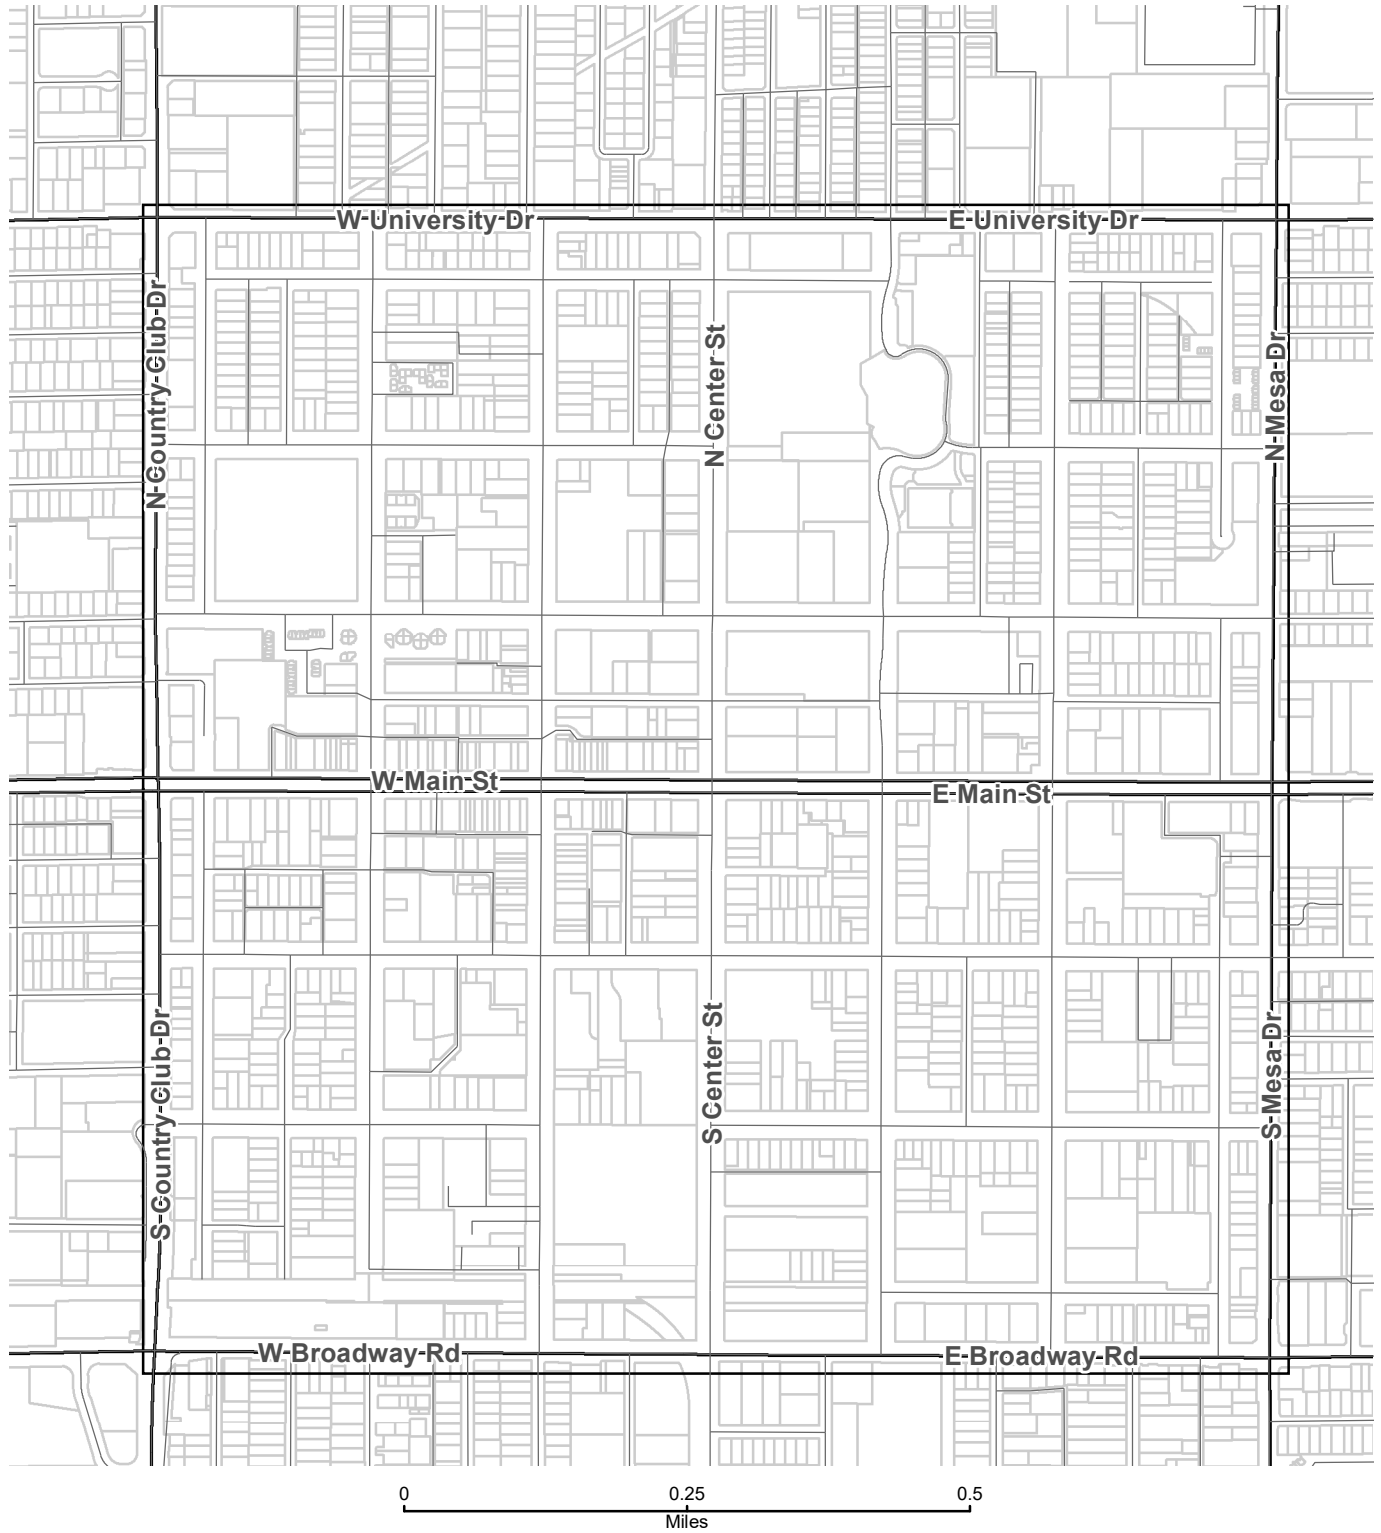 W University Dr
E University Dr
N Country Club Dr
N Center St
N Mesa Dr
W Main St
E Main St
S Country Club Dr
S Center St
S Mesa Dr
W Broadway Rd
E Broadway Rd
0 0.25 0.5
Miles